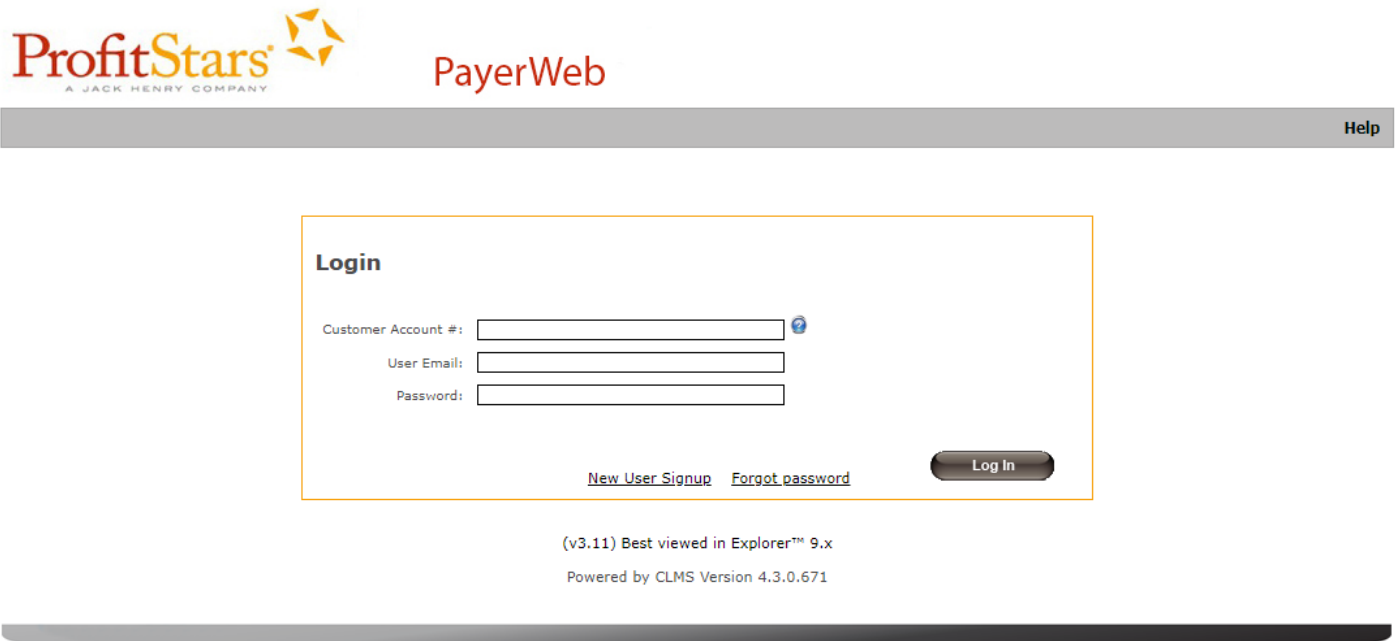 ProfitStars®
A JACK HENRY COMPANY
PayerWeb
Help
Login
Customer Account #:
User Email:
Password:
New User Signup Forgot password
Log In
(v3.11) Best viewed in Explorer™ 9.x
Powered by CLMS Version 4.3.0.671